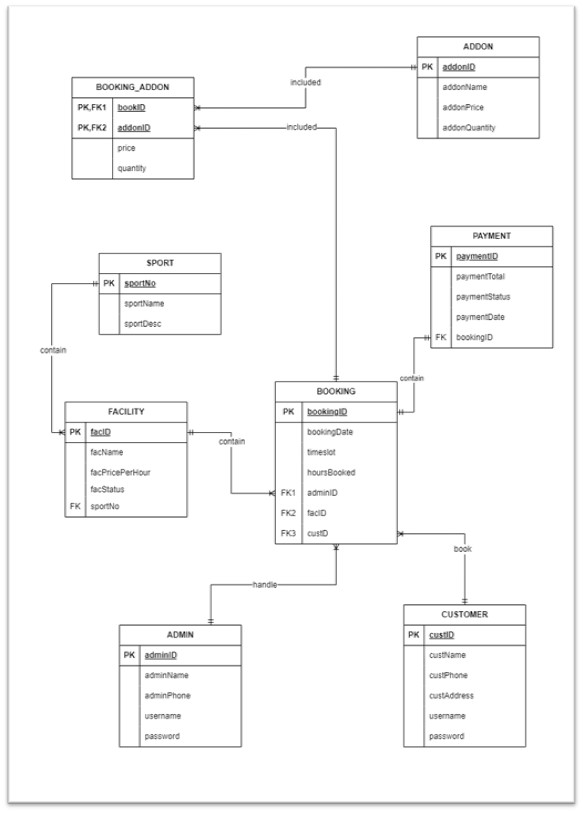 ADDON
PK addonID
addonName
addonPrice
addonQuantity
included
BOOKING_ADDON
PK,FK1 bookID
PK,FK2 addonID
price
quantity
included
PAYMENT
PK paymentID
paymentTotal
paymentStatus
paymentDate
FK bookingID
SPORT
PK sportNo
sportName
sportDesc
contain
contain
BOOKING
PK bookingID
bookingDate
timeslot
hoursBooked
FK1 adminID
FK2 facID
FK3 custD
FACILITY
PK facID
facName
facPricePerHour
facStatus
FK sportNo
contain
book
handle
CUSTOMER
PK custID
custName
custPhone
custAddress
username
password
ADMIN
PK adminID
adminName
adminPhone
username
password